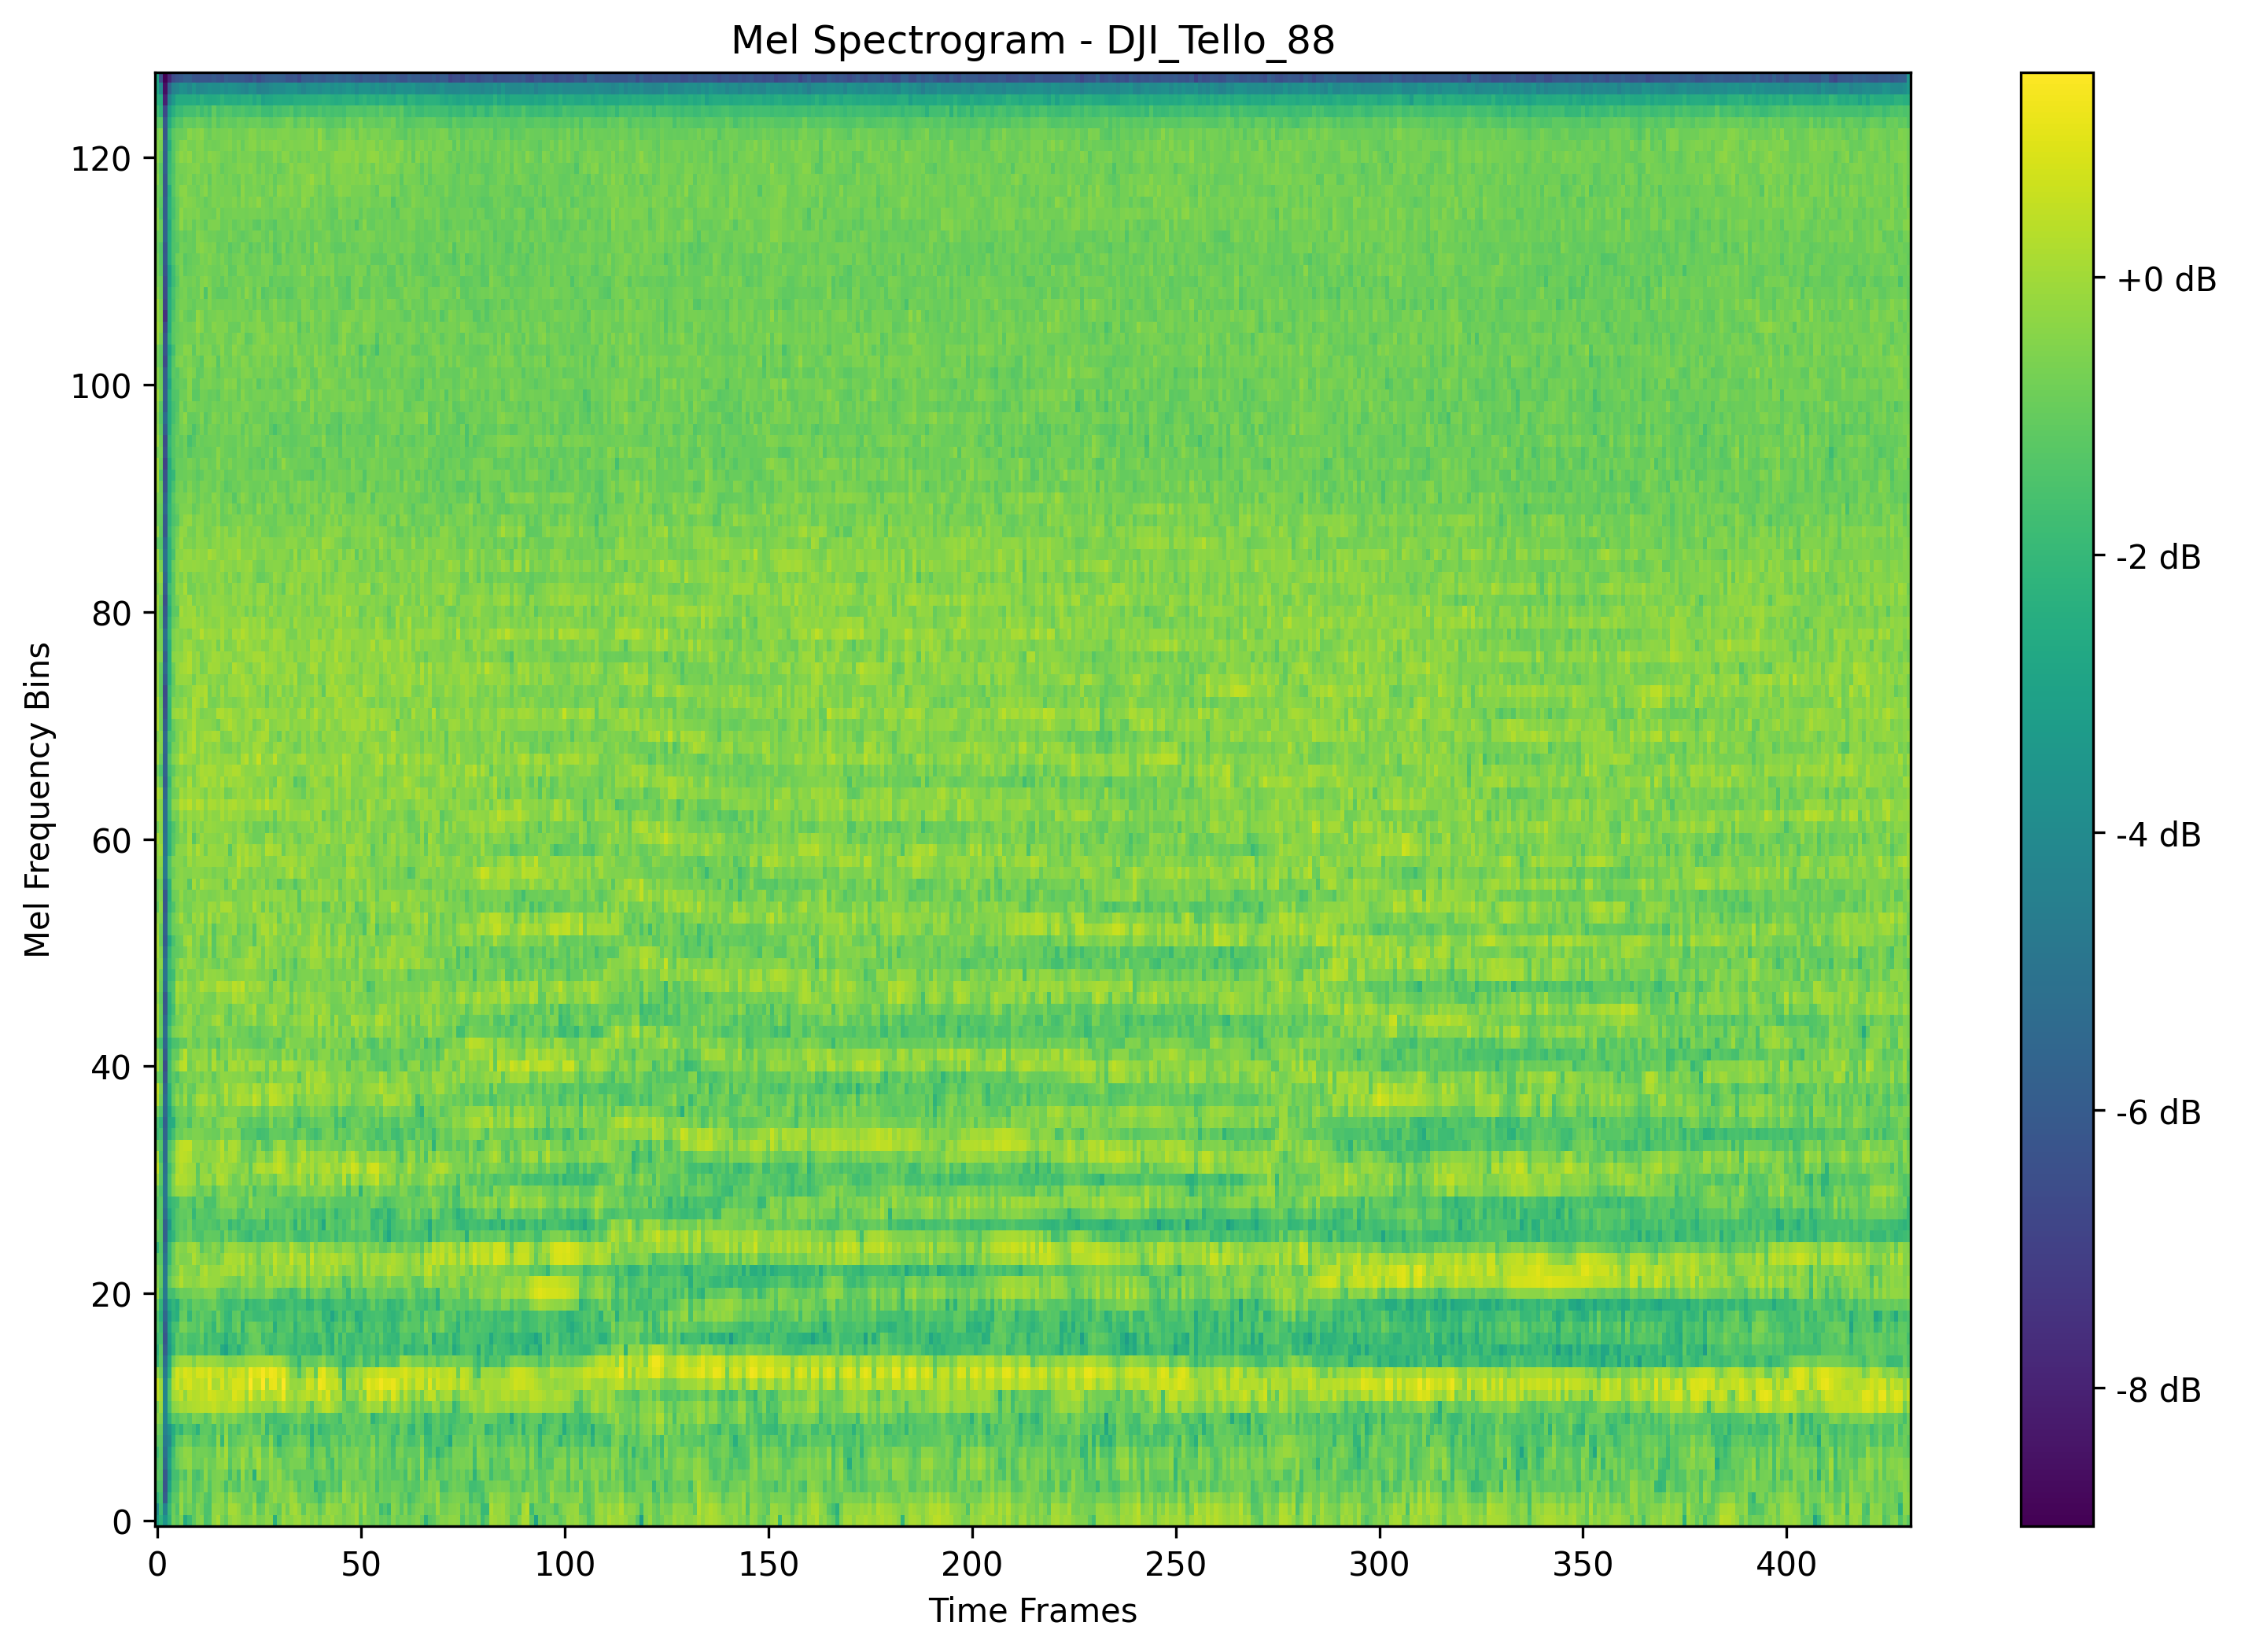 Mel Spectrogram - DJI_Tello_88
Mel Frequency Bins
120
100
80
60
40
20
0
0 50 100 150 200 250 300 350 400
Time Frames
+0 dB
-2 dB
-4 dB
-6 dB
-8 dB